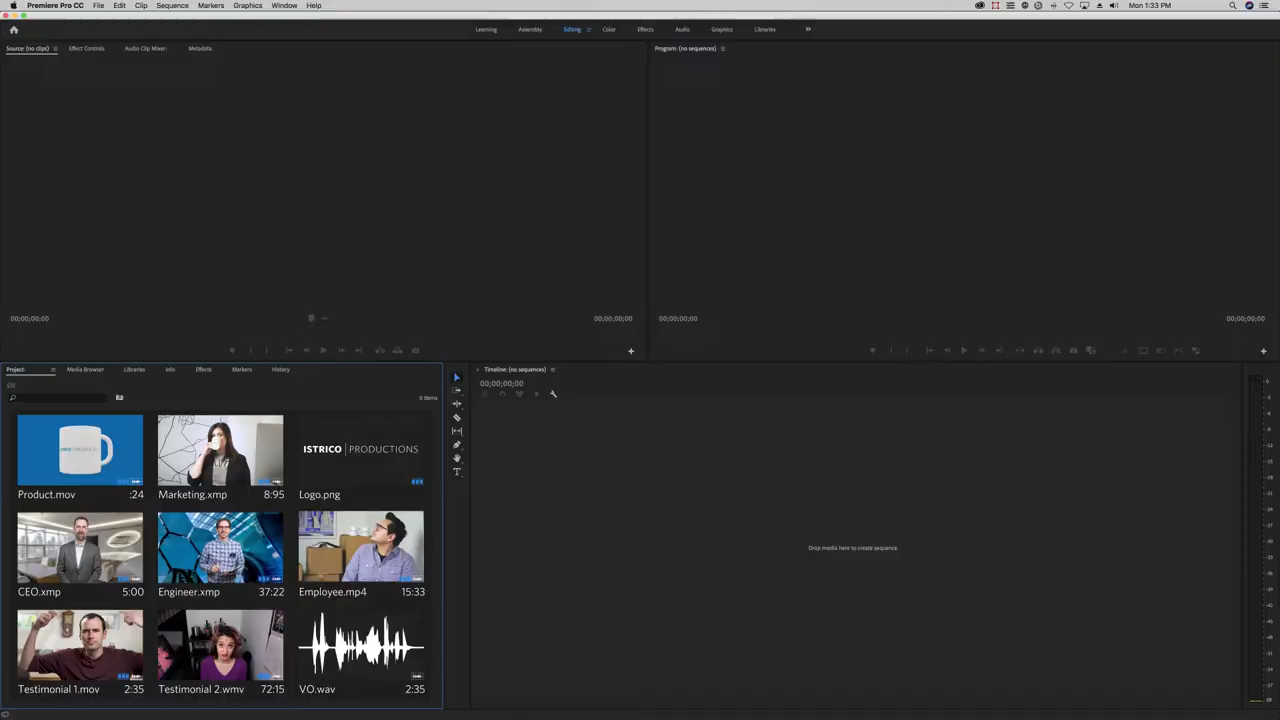 Premiere Pro CC File Edit Clip Sequence Markers Graphics Window Help Mon 1:33 PM
Learning Assembly Editing Color Effects Audio Graphics Libraries
Source: (no clips) Effect Controls Audio Clip Mixer: Metadata
Program: (no sequences)
00;00;00;00 00;00;00;00
00;00;00;00 00;00;00;00
Project: Media Browser Libraries Info Effects Markers History
Timeline: (no sequences)
00;00;00;00
0 Items
ISTRICO | PRODUCTIONS
Product.mov :24 Marketing.xmp 8:95 Logo.png
CEO.xmp 5:00 Engineer.xmp 37:22 Employee.mp4 15:33
Testimonial 1.mov 2:35 Testimonial 2.wmv 72:15 VO.wav 2:35
Drop media here to create sequence.